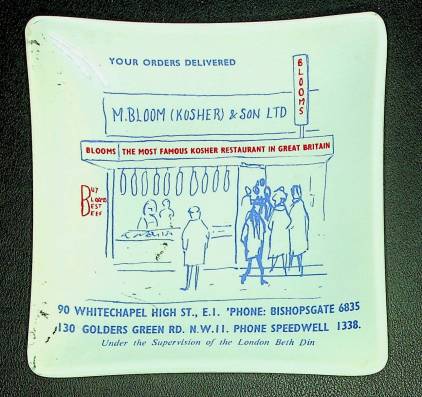 YOUR ORDERS DELIVERED
BLOOMS
M. BLOOM (KOSHER) & SON LTD
BLOOMS THE MOST FAMOUS KOSHER RESTAURANT IN GREAT BRITAIN
BUY
BLOOMS
BEST
BEEF
90 WHITECHAPEL HIGH ST., E.I. 'PHONE: BISHOPSGATE 6835
130 GOLDERS GREEN RD. N.W.II. PHONE SPEEDWELL 1338.
Under the Supervision of the London Beth Din